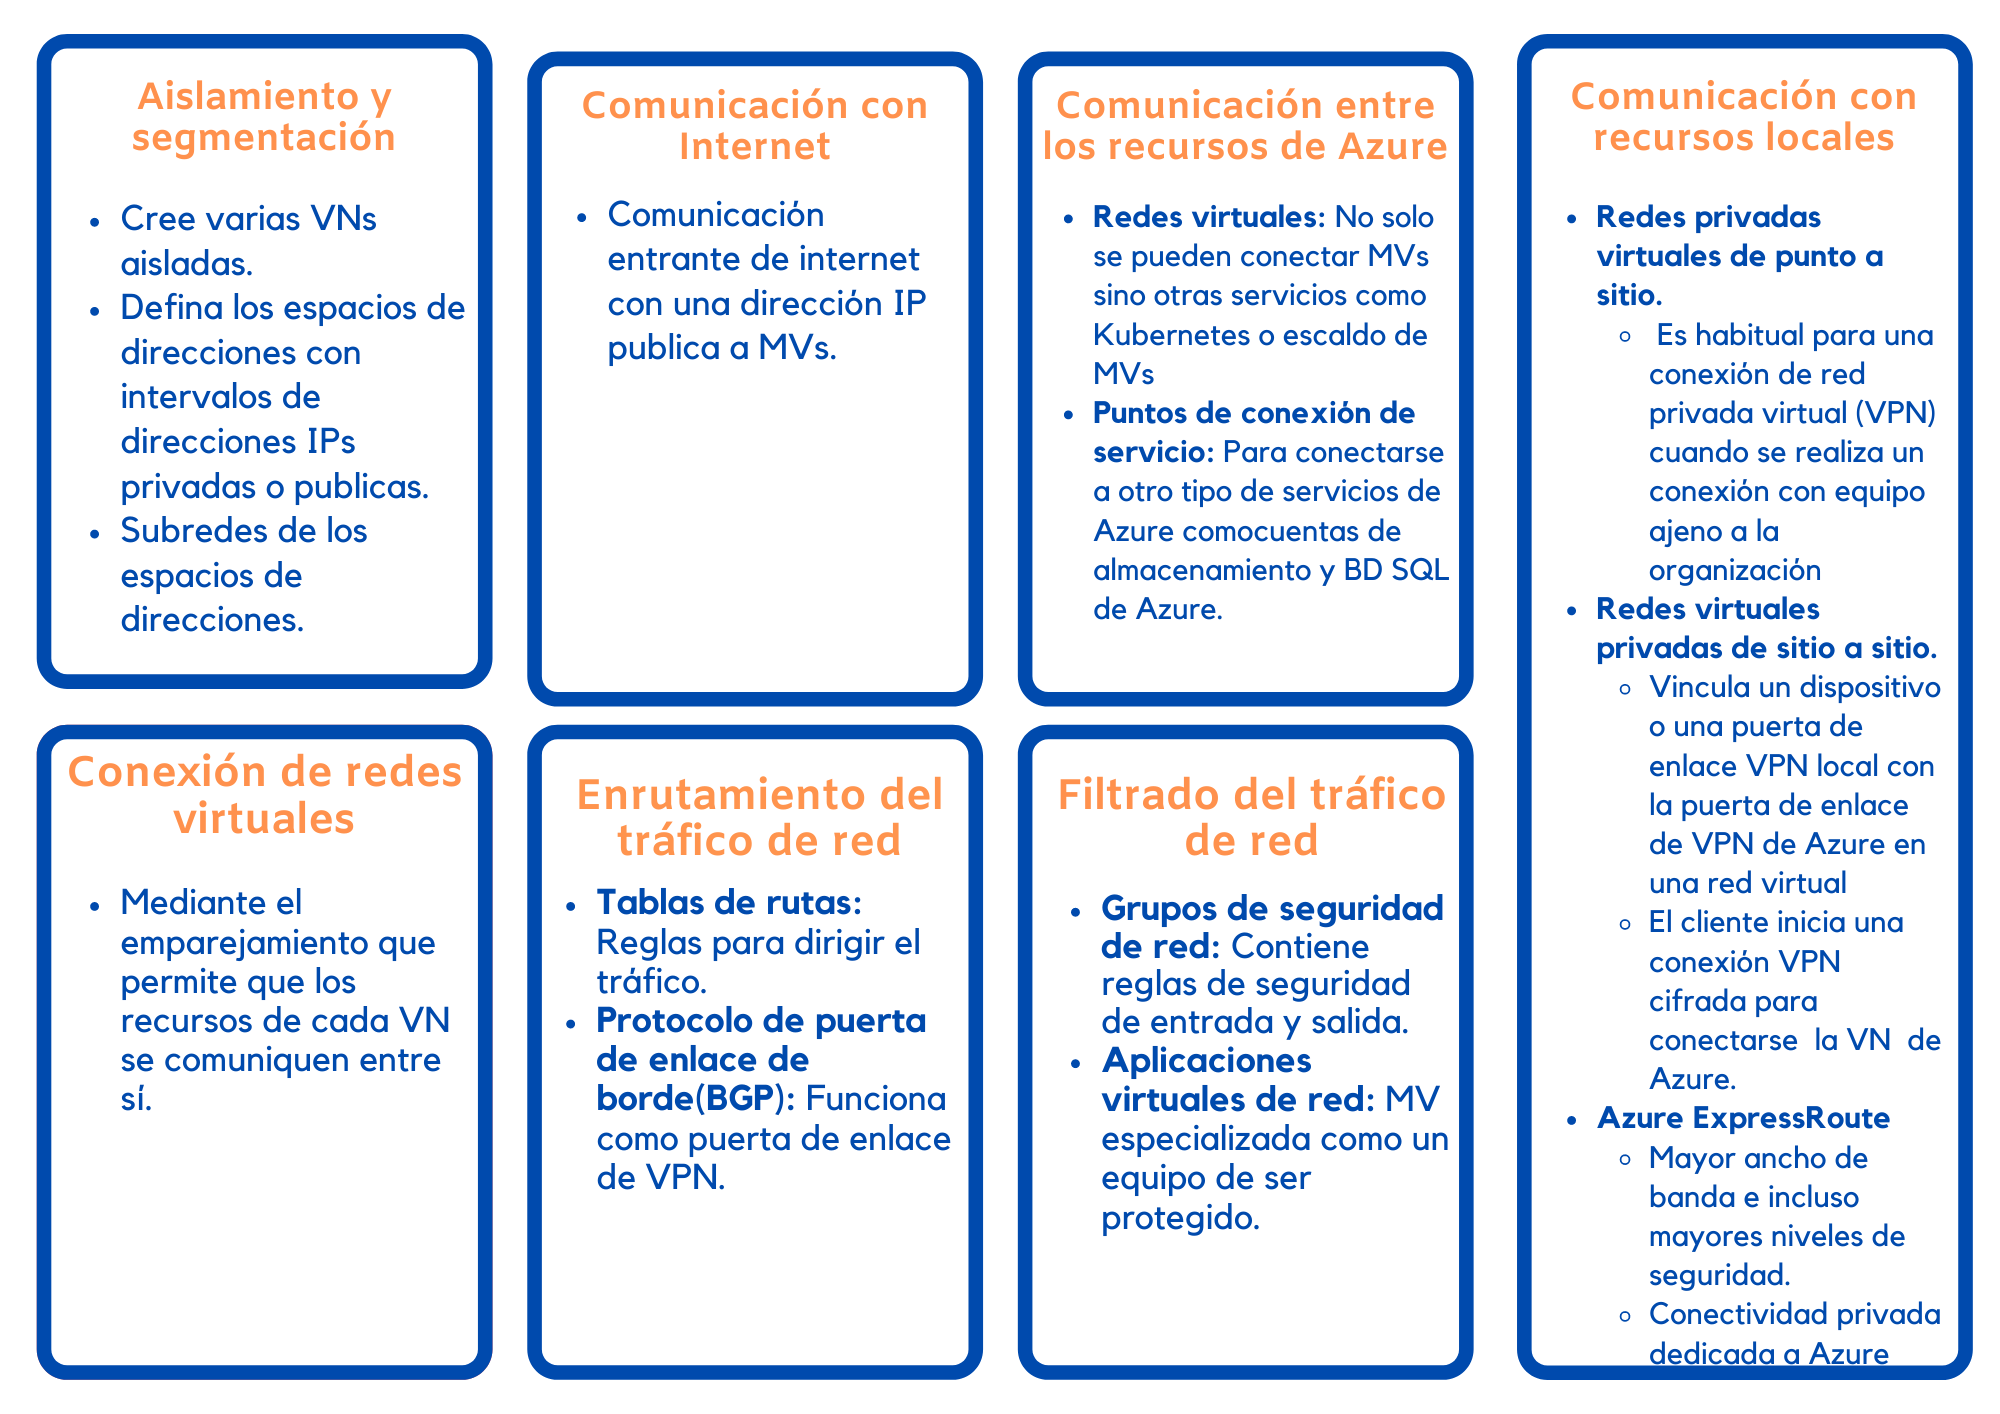 Aislamiento y
segmentación
Cree varias VNs
aisladas.
Defina los espacios de
direcciones con
intervalos de
direcciones IPs
privadas o publicas.
Subredes de los
espacios de
direcciones.
Comunicación con
Internet
Comunicación
entrante de internet
con una dirección IP
publica a MVs.
Comunicación entre
los recursos de Azure
Redes virtuales: No solo
se pueden conectar MVs
sino otras servicios como
Kubernetes o escaldo de
MVs
Puntos de conexión de
servicio: Para conectarse
a otro tipo de servicios de
Azure comocuentas de
almacenamiento y BD SQL
de Azure.
Comunicación con
recursos locales
Redes privadas
virtuales de punto a
sitio.
Es habitual para una
conexión de red
privada virtual (VPN)
cuando se realiza un
conexión con equipo
ajeno a la
organización
Redes virtuales
privadas de sitio a sitio.
Vincula un dispositivo
o una puerta de
enlace VPN local con
la puerta de enlace
de VPN de Azure en
una red virtual
El cliente inicia una
conexión VPN
cifrada para
conectarse  la VN  de
Azure.
Azure ExpressRoute
Mayor ancho de
banda e incluso
mayores niveles de
seguridad.
Conectividad privada
dedicada a Azure
Conexión de redes
virtuales
Mediante el
emparejamiento que
permite que los
recursos de cada VN
se comuniquen entre
sí.
Enrutamiento del
tráfico de red
Tablas de rutas:
Reglas para dirigir el
tráfico.
Protocolo de puerta
de enlace de
borde(BGP): Funciona
como puerta de enlace
de VPN.
Filtrado del tráfico
de red
Grupos de seguridad
de red: Contiene
reglas de seguridad
de entrada y salida.
Aplicaciones
virtuales de red: MV
especializada como un
equipo de ser
protegido.